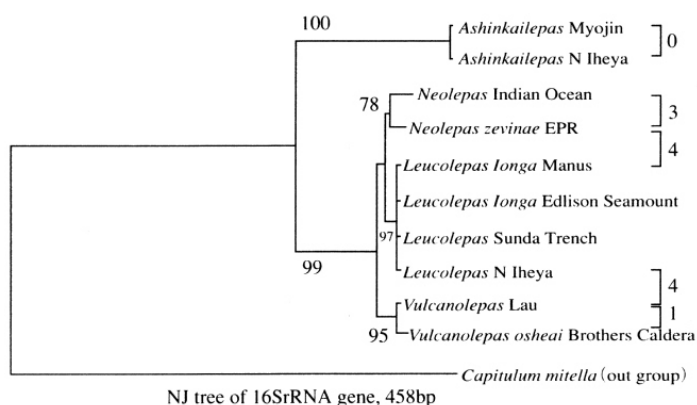 100
Ashinkailepas Myojin
0
Ashinkailepas N Iheya
Neolepas Indian Ocean
78
3
Neolepas zevinae EPR
4
Leucolepas longa Manus
Leucolepas longa Edlison Seamount
97
Leucolepas Sunda Trench
99
Leucolepas N Iheya
4
Vulcanolepas Lau
1
95
Vulcanolepas osheai Brothers Caldera
Capitulum mitella (out group)
NJ tree of 16SrRNA gene, 458bp